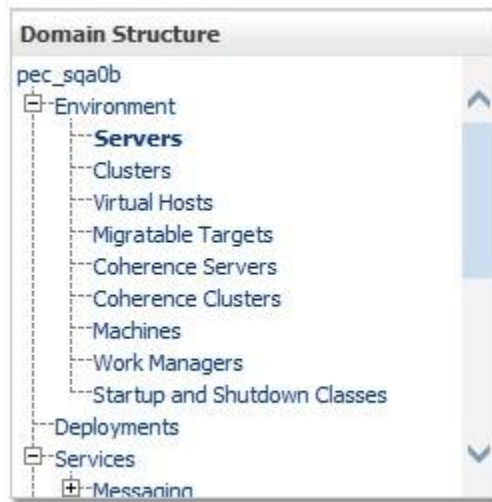 Domain Structure
pec_sqa0b
Environment
Servers
Clusters
Virtual Hosts
Migratable Targets
Coherence Servers
Coherence Clusters
Machines
Work Managers
Startup and Shutdown Classes
Deployments
Services
Messaging